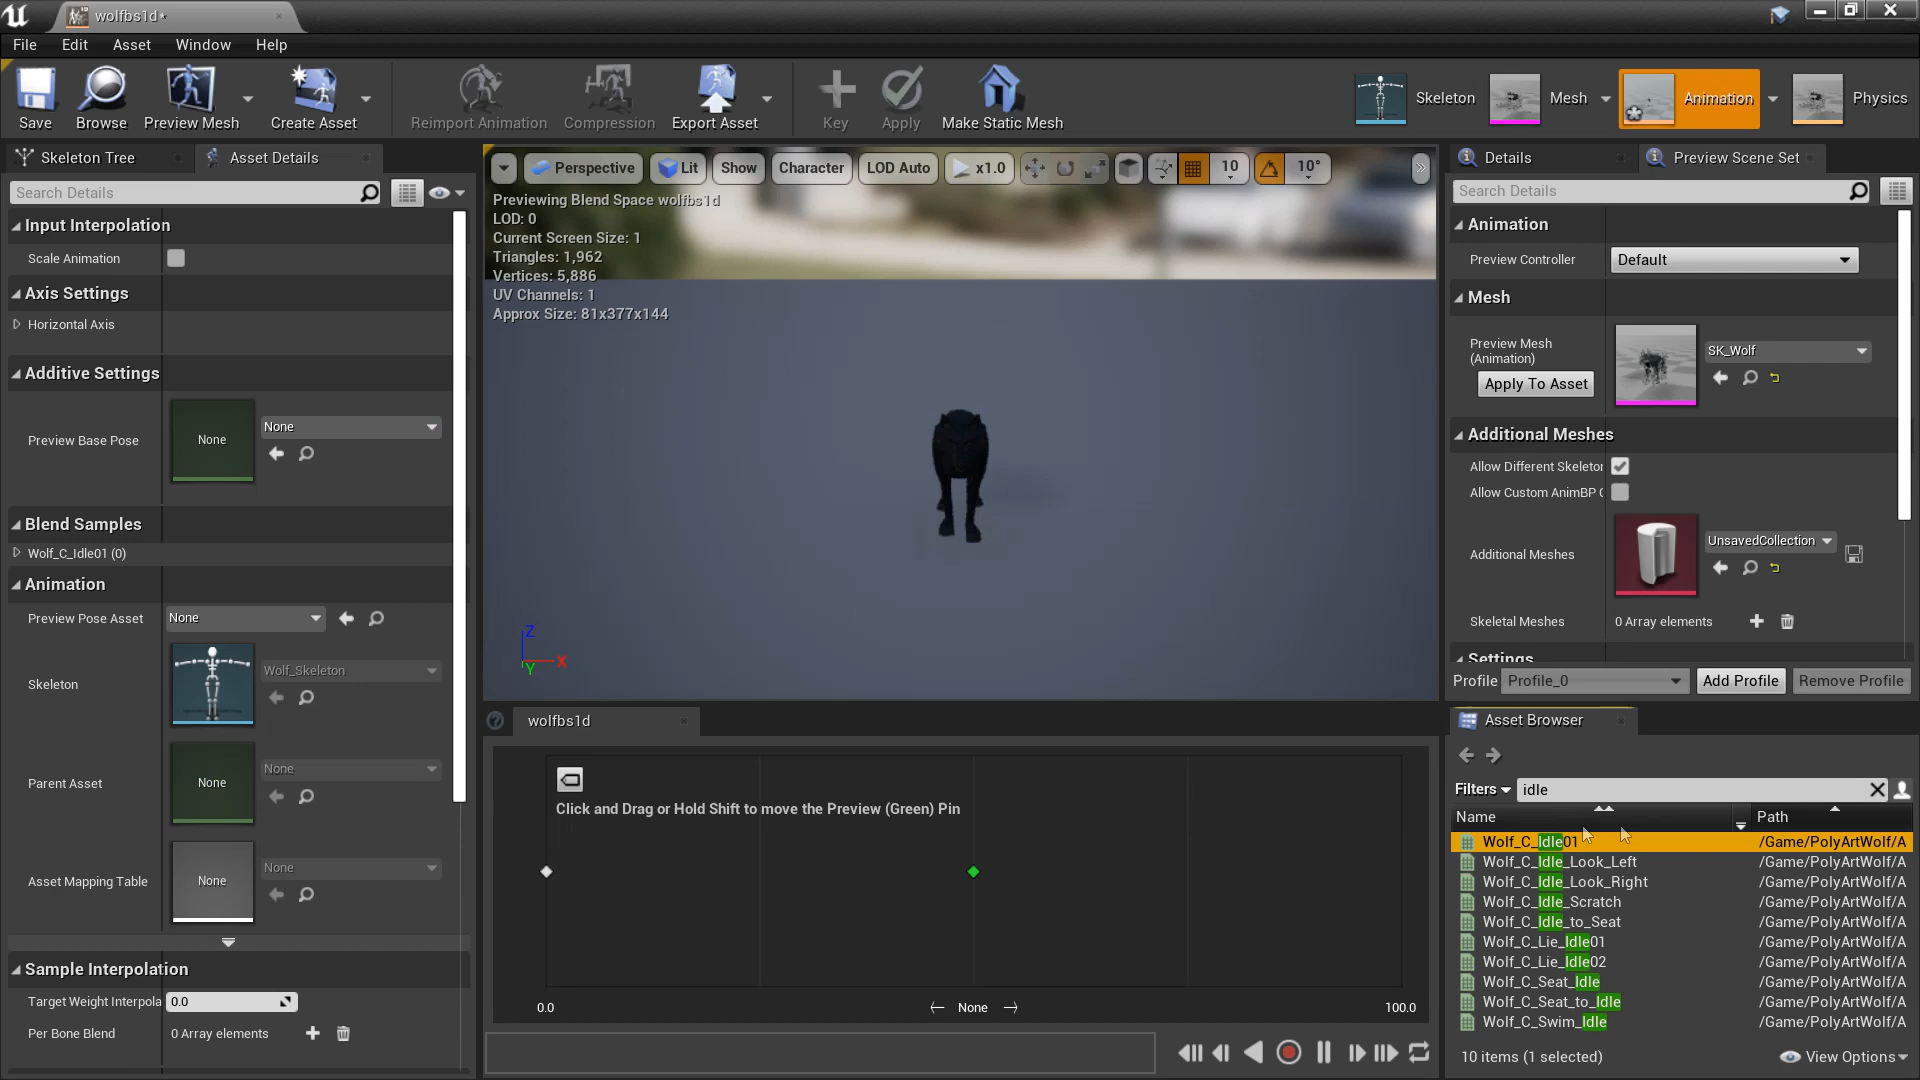 wolfbs1d*
File Edit Asset Window Help
Save Browse Preview Mesh Create Asset Reimport Animation Compression Export Asset Key Apply Make Static Mesh Skeleton Mesh Animation Physics
Skeleton Tree Asset Details
Search Details
Input Interpolation
Scale Animation
Axis Settings
Horizontal Axis
Additive Settings
Preview Base Pose None None
Blend Samples
Wolf_C_Idle01 (0)
Animation
Preview Pose Asset None
Skeleton Wolf_Skeleton
Parent Asset None None
Asset Mapping Table None None
Sample Interpolation
Target Weight Interpola 0.0
Per Bone Blend 0 Array elements
Perspective Lit Show Character LOD Auto x1.0 10 10°
Previewing Blend Space wolfbs1d
LOD: 0
Current Screen Size: 1
Triangles: 1,962
Vertices: 5,886
UV Channels: 1
Approx Size: 81x377x144
Z
X
Y
wolfbs1d
Click and Drag or Hold Shift to move the Preview (Green) Pin
0.0 None 100.0
Details Preview Scene Set
Search Details
Animation
Preview Controller Default
Mesh
Preview Mesh
(Animation)
SK_Wolf
Apply To Asset
Additional Meshes
Allow Different Skeletor
Allow Custom AnimBP C
Additional Meshes UnsavedCollection
Skeletal Meshes 0 Array elements
Settings
Profile Profile_0 Add Profile Remove Profile
Asset Browser
Filters idle
Name Path
Wolf_C_Idle01 /Game/PolyArtWolf/A
Wolf_C_Idle_Look_Left /Game/PolyArtWolf/A
Wolf_C_Idle_Look_Right /Game/PolyArtWolf/A
Wolf_C_Idle_Scratch /Game/PolyArtWolf/A
Wolf_C_Idle_to_Seat /Game/PolyArtWolf/A
Wolf_C_Lie_Idle01 /Game/PolyArtWolf/A
Wolf_C_Lie_Idle02 /Game/PolyArtWolf/A
Wolf_C_Seat_Idle /Game/PolyArtWolf/A
Wolf_C_Seat_to_Idle /Game/PolyArtWolf/A
Wolf_C_Swim_Idle /Game/PolyArtWolf/A
10 items (1 selected) View Options